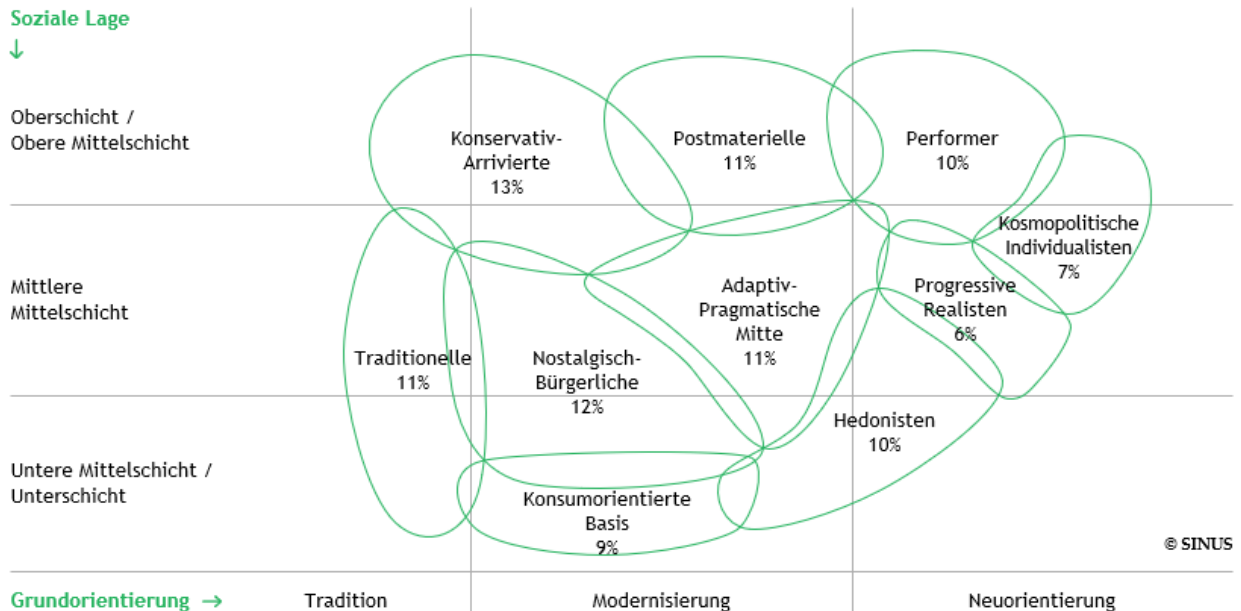 Soziale Lage
↓
Oberschicht /
Obere Mittelschicht
Konservativ-
Arrivierte
13%
Postmaterielle
11%
Performer
10%
Kosmopolitische
Individualisten
7%
Mittlere
Mittelschicht
Traditionelle
11%
Nostalgisch-
Bürgerliche
12%
Adaptiv-
Pragmatische
Mitte
11%
Progressive
Realisten
6%
Hedonisten
10%
Untere Mittelschicht /
Unterschicht
Konsumorientierte
Basis
9%
© SINUS
Grundorientierung →
Tradition
Modernisierung
Neuorientierung